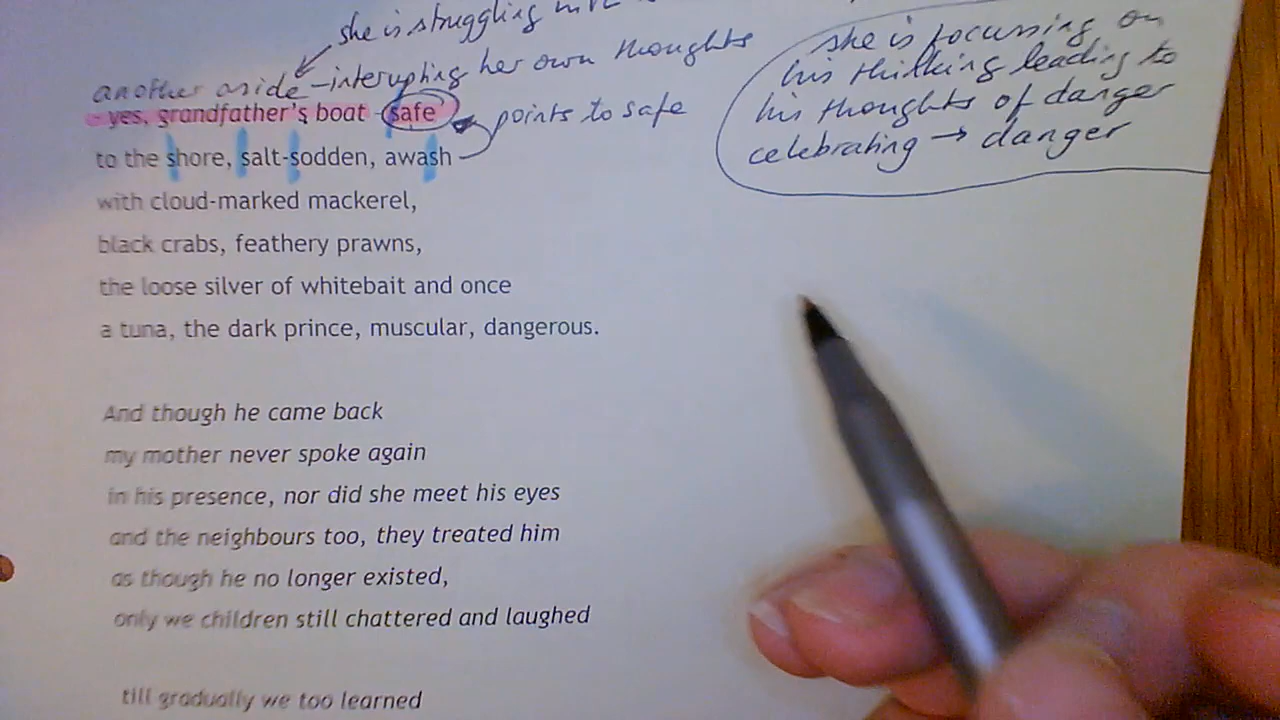 she is struggling
another aside - interupting her own thoughts
- yes, grandfather's boat - safe
points to safe
she is focussing on
his thinking leading to
his thoughts of danger
celebrating → danger
to the shore, salt-sodden, awash
with cloud-marked mackerel,
black crabs, feathery prawns,
the loose silver of whitebait and once
a tuna, the dark prince, muscular, dangerous.
And though he came back
my mother never spoke again
in his presence, nor did she meet his eyes
and the neighbours too, they treated him
as though he no longer existed,
only we children still chattered and laughed
till gradually we too learned